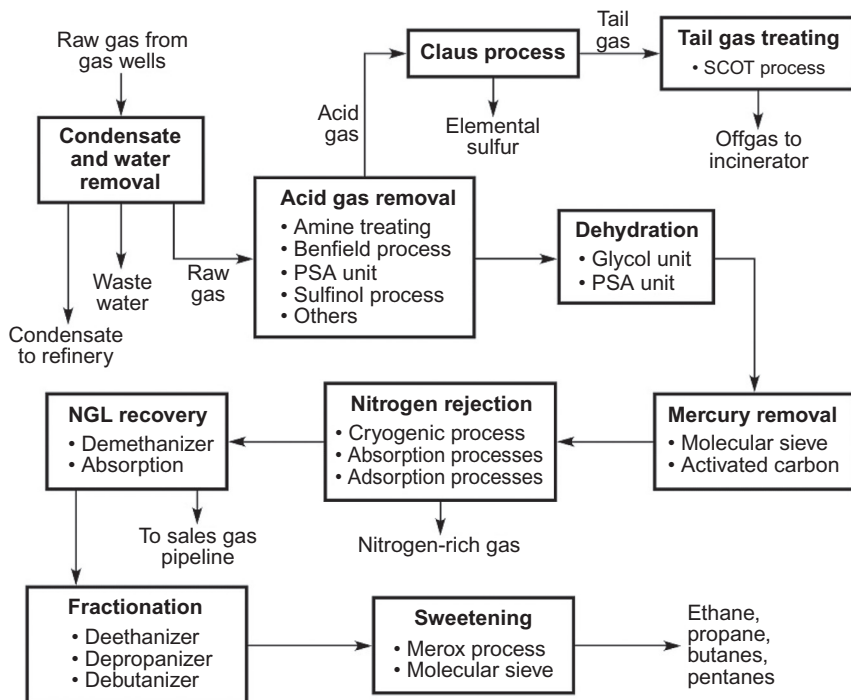 Raw gas from
gas wells
Condensate
and water
removal
Waste
water
Condensate
to refinery
Raw
gas
Acid gas removal
• Amine treating
• Benfield process
• PSA unit
• Sulfinol process
• Others
Acid
gas
Claus process
Elemental
sulfur
Tail
gas
Tail gas treating
• SCOT process
Offgas to
incinerator
Dehydration
• Glycol unit
• PSA unit
Mercury removal
• Molecular sieve
• Activated carbon
Nitrogen rejection
• Cryogenic process
• Absorption processes
• Adsorption processes
Nitrogen-rich gas
NGL recovery
• Demethanizer
• Absorption
To sales gas
pipeline
Fractionation
• Deethanizer
• Depropanizer
• Debutanizer
Sweetening
• Merox process
• Molecular sieve
Ethane,
propane,
butanes,
pentanes